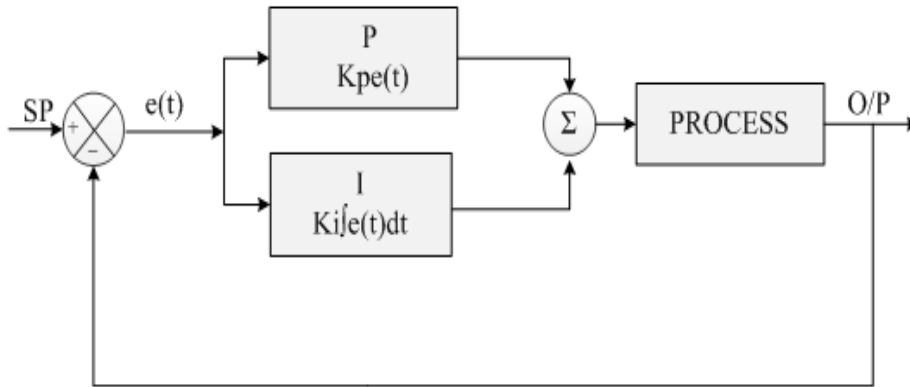 P
Kpe(t)
SP
+
−
e(t)
Σ
PROCESS
O/P
I
Ki∫e(t)dt